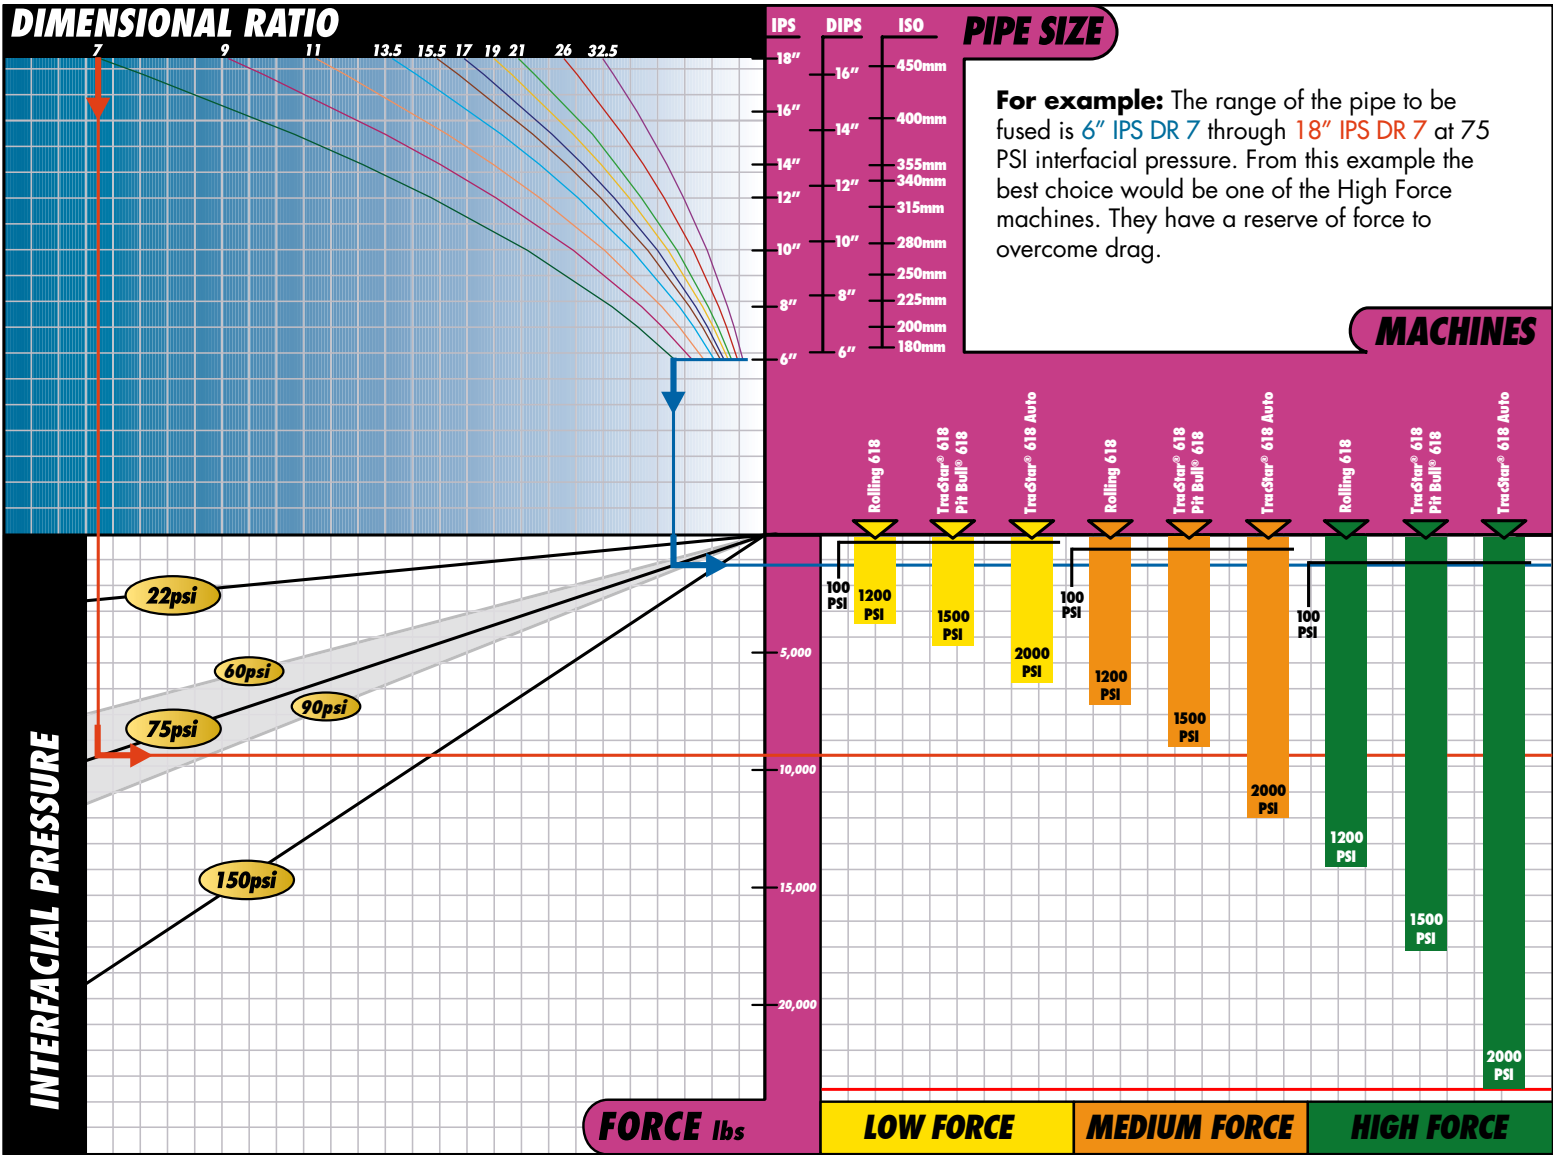 DIMENSIONAL RATIO
7 9 11 13.5 15.5 17 19 21 26 32.5
IPS DIPS ISO
PIPE SIZE
18”
16”
14”
12”
10”
8”
6”
16”
14”
12”
10”
8”
6”
450mm
400mm
355mm
340mm
315mm
280mm
250mm
225mm
200mm
180mm
For example: The range of the pipe to be
fused is 6” IPS DR 7 through 18” IPS DR 7 at 75
PSI interfacial pressure. From this example the
best choice would be one of the High Force
machines. They have a reserve of force to
overcome drag.
MACHINES
Rolling 618
TracStar® 618
Pit Bull® 618
TracStar® 618 Auto
Rolling 618
TracStar® 618
Pit Bull® 618
TracStar® 618 Auto
Rolling 618
TracStar® 618
Pit Bull® 618
TracStar® 618 Auto
INTERFACIAL PRESSURE
22psi
60psi
75psi
90psi
150psi
5,000
10,000
15,000
20,000
100
PSI
1200
PSI
1500
PSI
2000
PSI
100
PSI
1200
PSI
1500
PSI
2000
PSI
100
PSI
1200
PSI
1500
PSI
2000
PSI
FORCE lbs
LOW FORCE
MEDIUM FORCE
HIGH FORCE